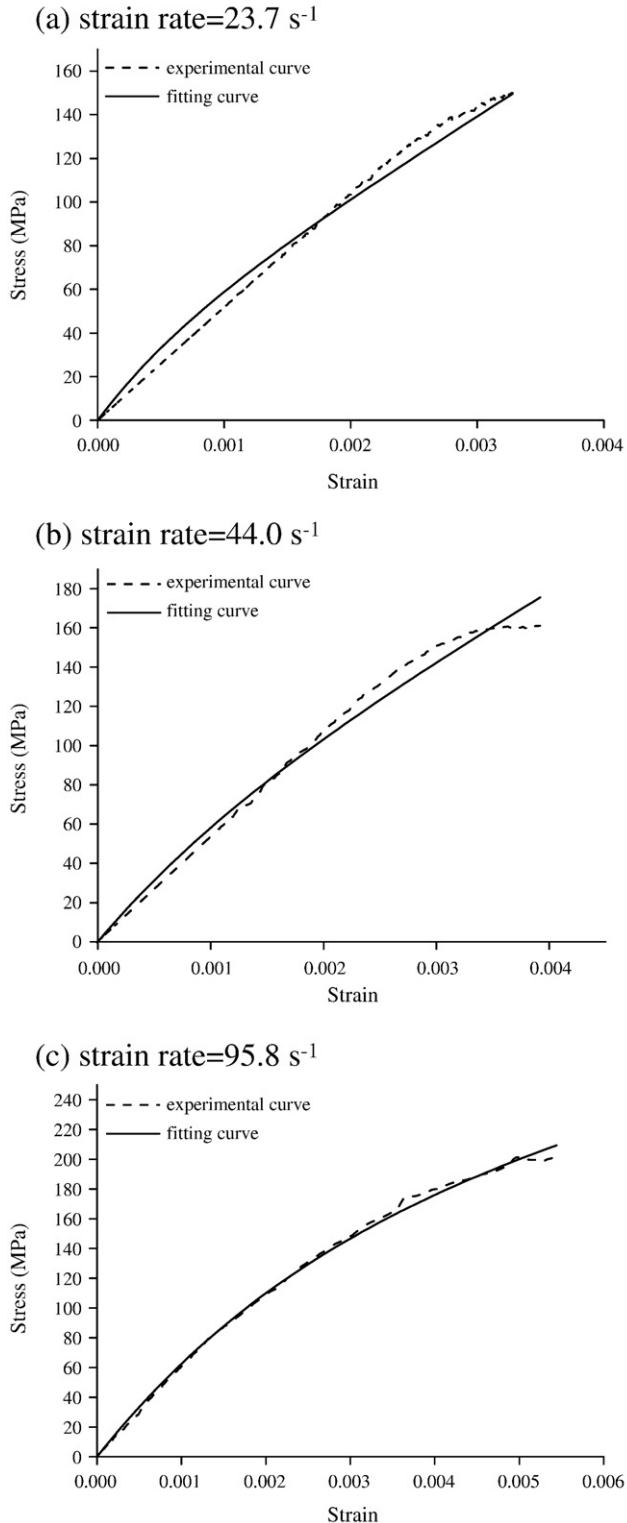 (a) strain rate=23.7 s-1
160
experimental curve
140
fitting curve
120
100
80
60
40
20
0
Stress (MPa)
0.000 0.001 0.002 0.003 0.004
Strain
(b) strain rate=44.0 s-1
180
experimental curve
160
fitting curve
140
120
100
80
60
40
20
0
Stress (MPa)
0.000 0.001 0.002 0.003 0.004
Strain
(c) strain rate=95.8 s-1
240
experimental curve
220
fitting curve
200
180
160
140
120
100
80
60
40
20
0
Stress (MPa)
0.000 0.001 0.002 0.003 0.004 0.005 0.006
Strain